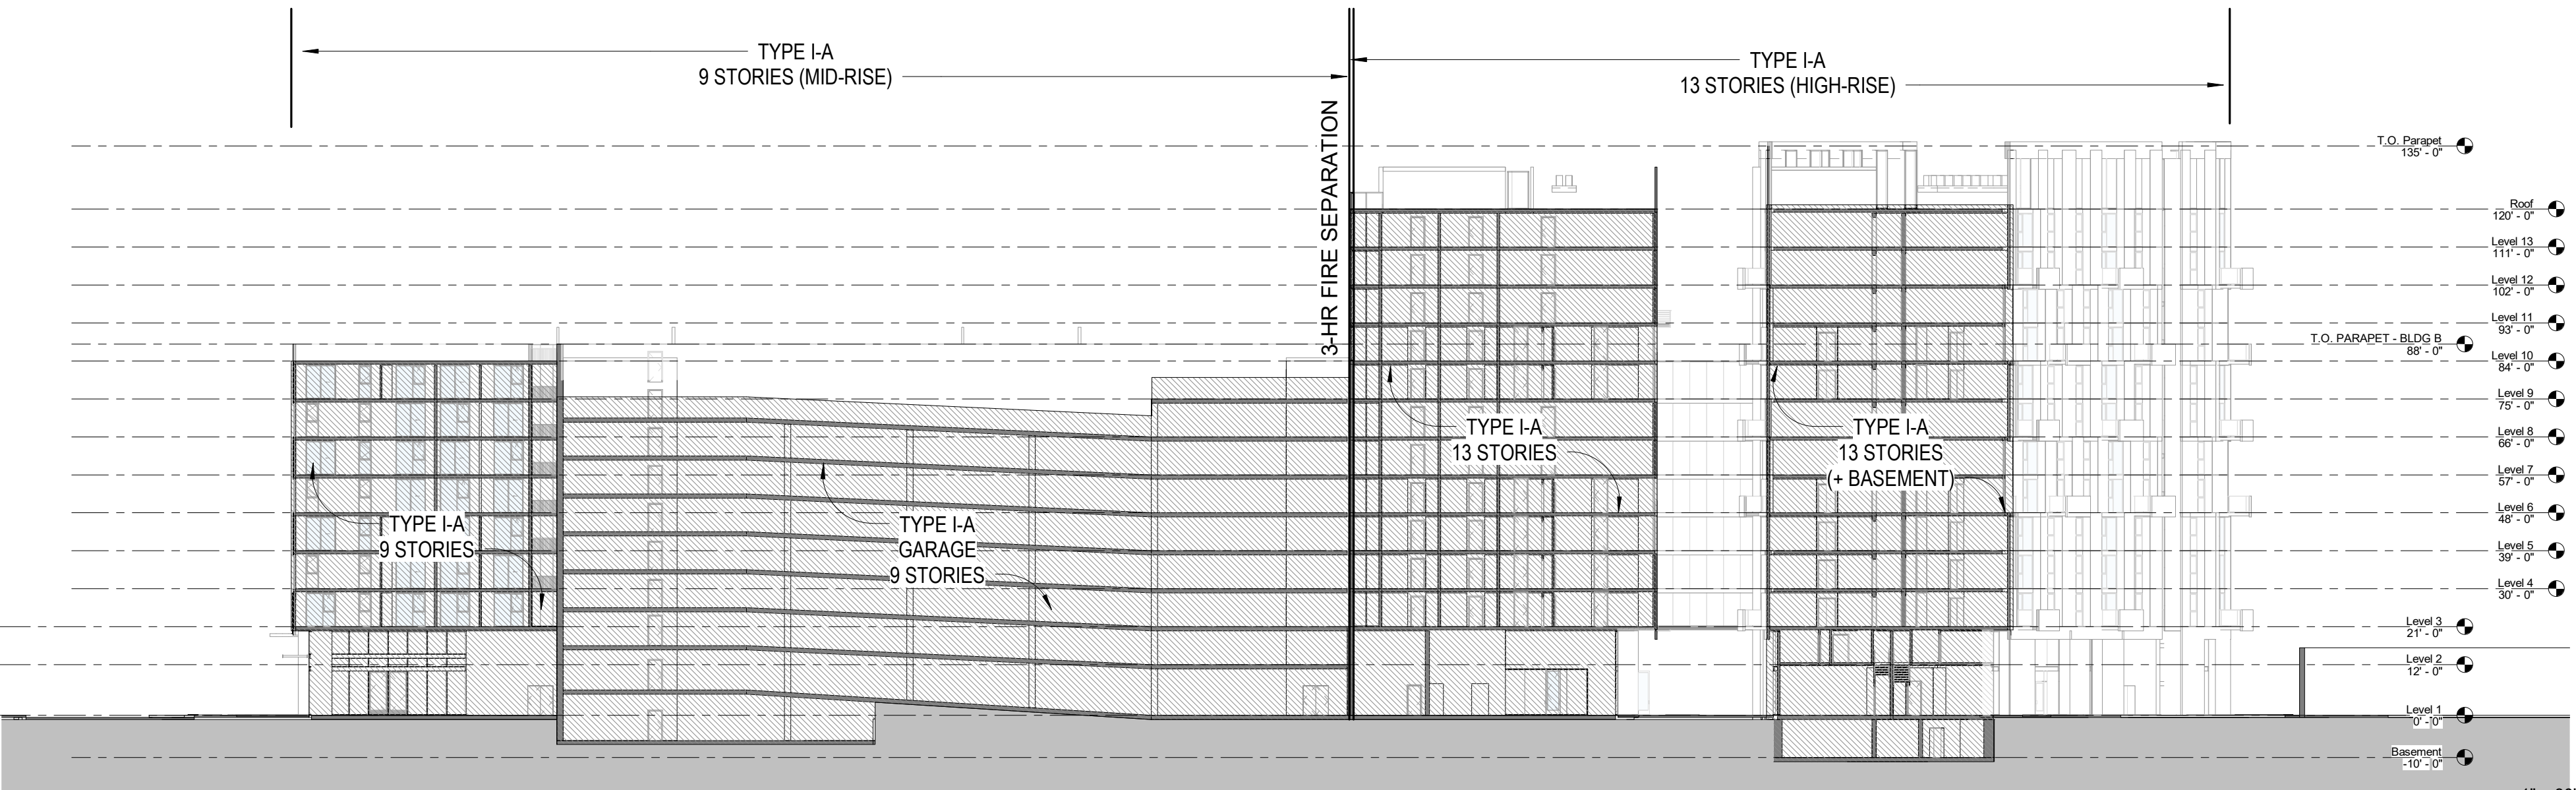 TYPE I-A
9 STORIES (MID-RISE)
TYPE I-A
13 STORIES (HIGH-RISE)
3-HR FIRE SEPARATION
T.O. Parapet
135' - 0"
Roof
120' - 0"
Level 13
111' - 0"
Level 12
102' - 0"
Level 11
93' - 0"
T.O. PARAPET - BLDG B
88' - 0"
Level 10
84' - 0"
Level 9
75' - 0"
TYPE I-A
13 STORIES
TYPE I-A
13 STORIES
(+ BASEMENT)
Level 8
66' - 0"
Level 7
57' - 0"
TYPE I-A
9 STORIES
TYPE I-A
GARAGE
9 STORIES
Level 6
48' - 0"
Level 5
39' - 0"
Level 4
30' - 0"
Level 3
21' - 0"
Level 2
12' - 0"
Level 1
0' - 0"
Basement
-10' - 0"